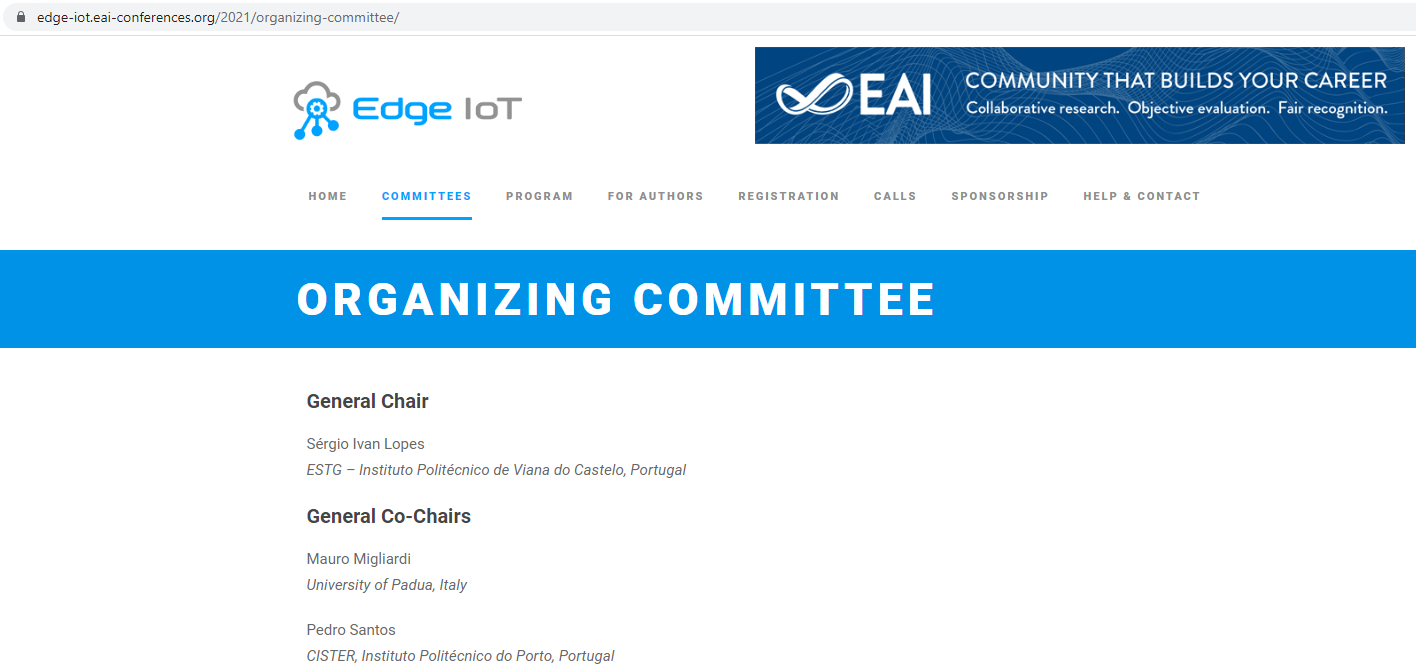 edge-iot.eai-conferences.org/2021/organizing-committee/
Edge IoT
EAI
COMMUNITY THAT BUILDS YOUR CAREER
Collaborative research. Objective evaluation. Fair recognition.
HOME COMMITTEES PROGRAM FOR AUTHORS REGISTRATION CALLS SPONSORSHIP HELP & CONTACT
ORGANIZING COMMITTEE
General Chair
Sérgio Ivan Lopes
ESTG – Instituto Politécnico de Viana do Castelo, Portugal
General Co-Chairs
Mauro Migliardi
University of Padua, Italy
Pedro Santos
CISTER, Instituto Politécnico do Porto, Portugal